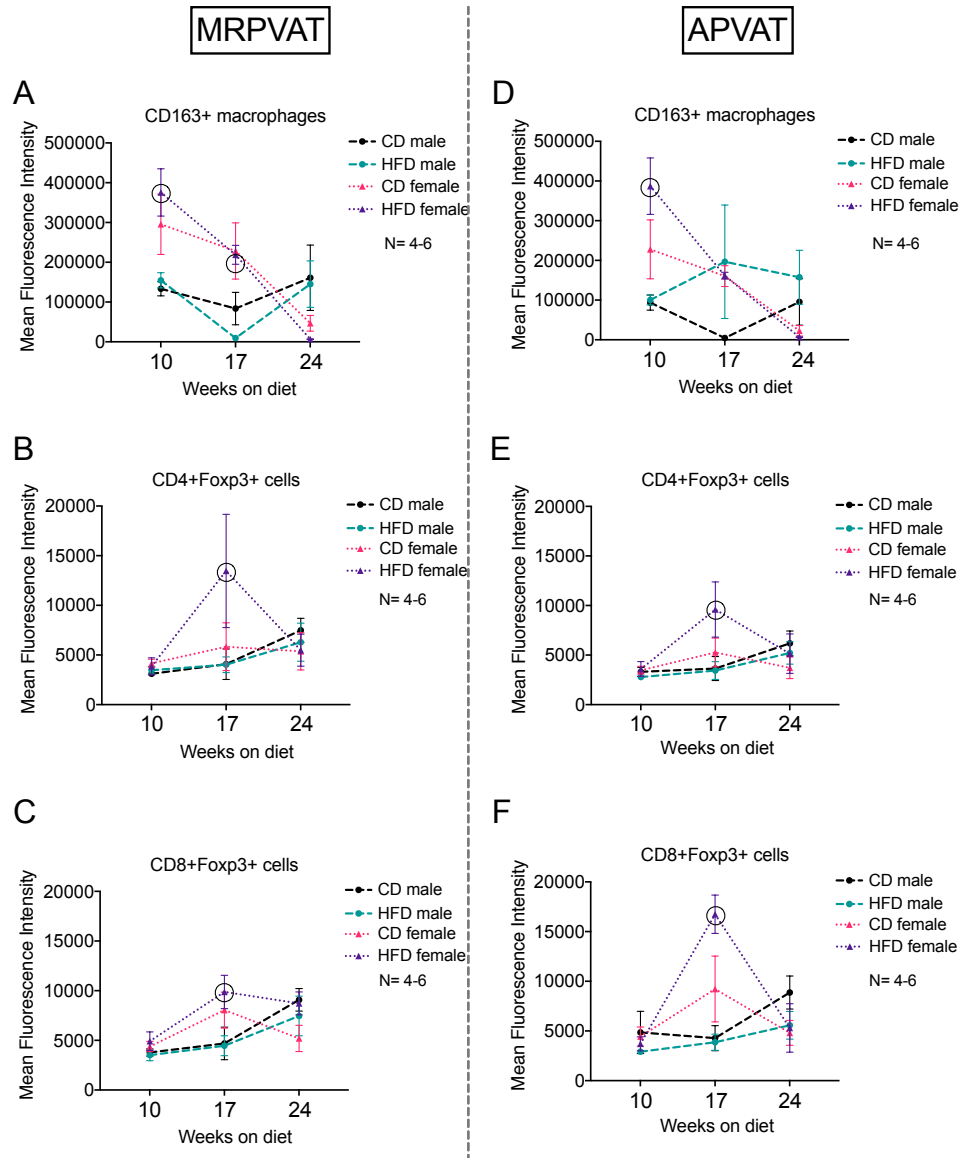 MRPVAT
A
CD163+ macrophages
Mean Fluorescence Intensity
500000
400000
300000
200000
100000
0
10 17 24
Weeks on diet
CD male
HFD male
CD female
HFD female
N= 4-6
B
CD4+Foxp3+ cells
Mean Fluorescence Intensity
20000
15000
10000
5000
0
10 17 24
Weeks on diet
CD male
HFD male
CD female
HFD female
N= 4-6
C
CD8+Foxp3+ cells
Mean Fluorescence Intensity
20000
15000
10000
5000
0
10 17 24
Weeks on diet
CD male
HFD male
CD female
HFD female
N= 4-6
APVAT
D
CD163+ macrophages
Mean Fluorescence Intensity
500000
400000
300000
200000
100000
0
10 17 24
Weeks on diet
CD male
HFD male
CD female
HFD female
N= 4-6
E
CD4+Foxp3+ cells
Mean Fluorescence Intensity
20000
15000
10000
5000
0
10 17 24
Weeks on diet
CD male
HFD male
CD female
HFD female
N= 4-6
F
CD8+Foxp3+ cells
Mean Fluorescence Intensity
20000
15000
10000
5000
0
10 17 24
Weeks on diet
CD male
HFD male
CD female
HFD female
N= 4-6